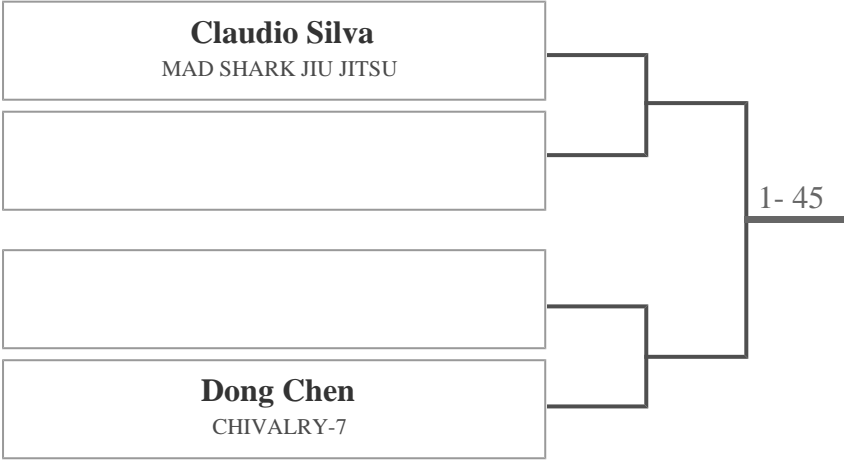 Claudio Silva
MAD SHARK JIU JITSU
1- 45
Dong Chen
CHIVALRY-7